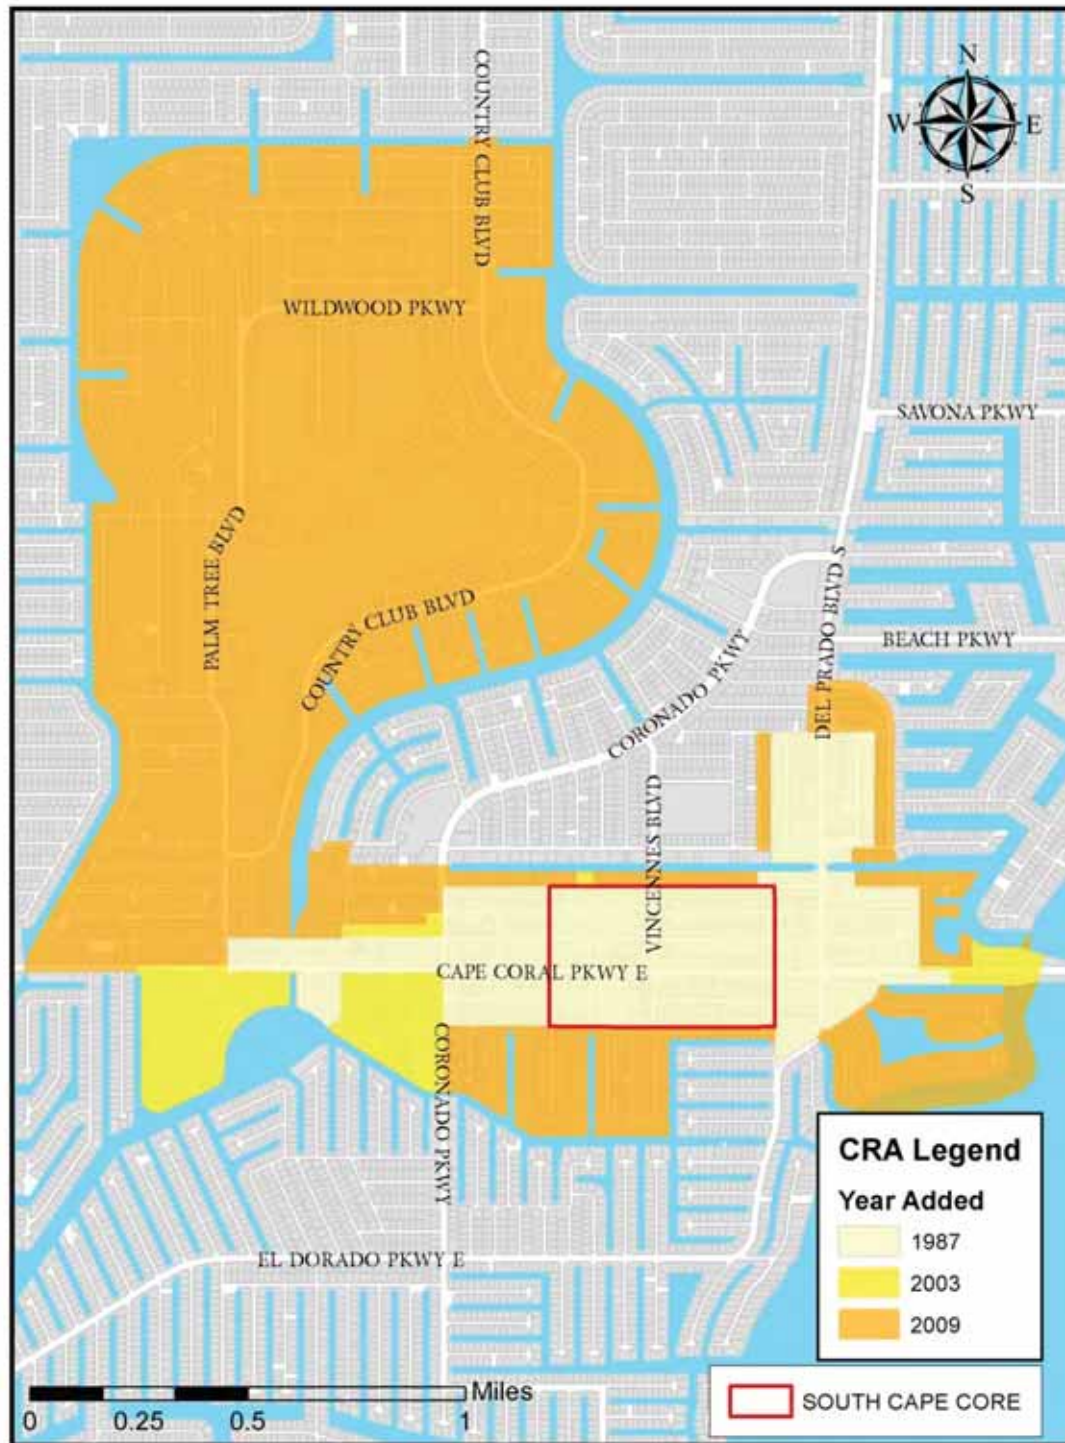 N
W E
S
COUNTRY CLUB BLVD
WILDWOOD PKWY
SAVONA PKWY
PALM TREE BLVD
COUNTRY CLUB BLVD
DEL PRADO BLVD S
BEACH PKWY
CORONADO PKWY
VINCENNES BLVD
CAPE CORAL PKWY E
CORONADO PKWY
EL DORADO PKWY E
CRA Legend
Year Added
1987
2003
2009
SOUTH CAPE CORE
Miles
0 0.25 0.5 1